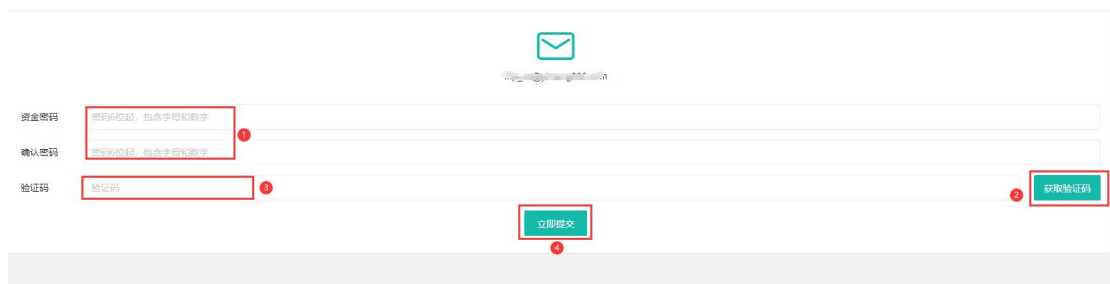 资金密码 密码6位起，包含字母和数字
1
确认密码 密码6位起，包含字母和数字
验证码 验证码 3 2 获取验证码
立即提交
4